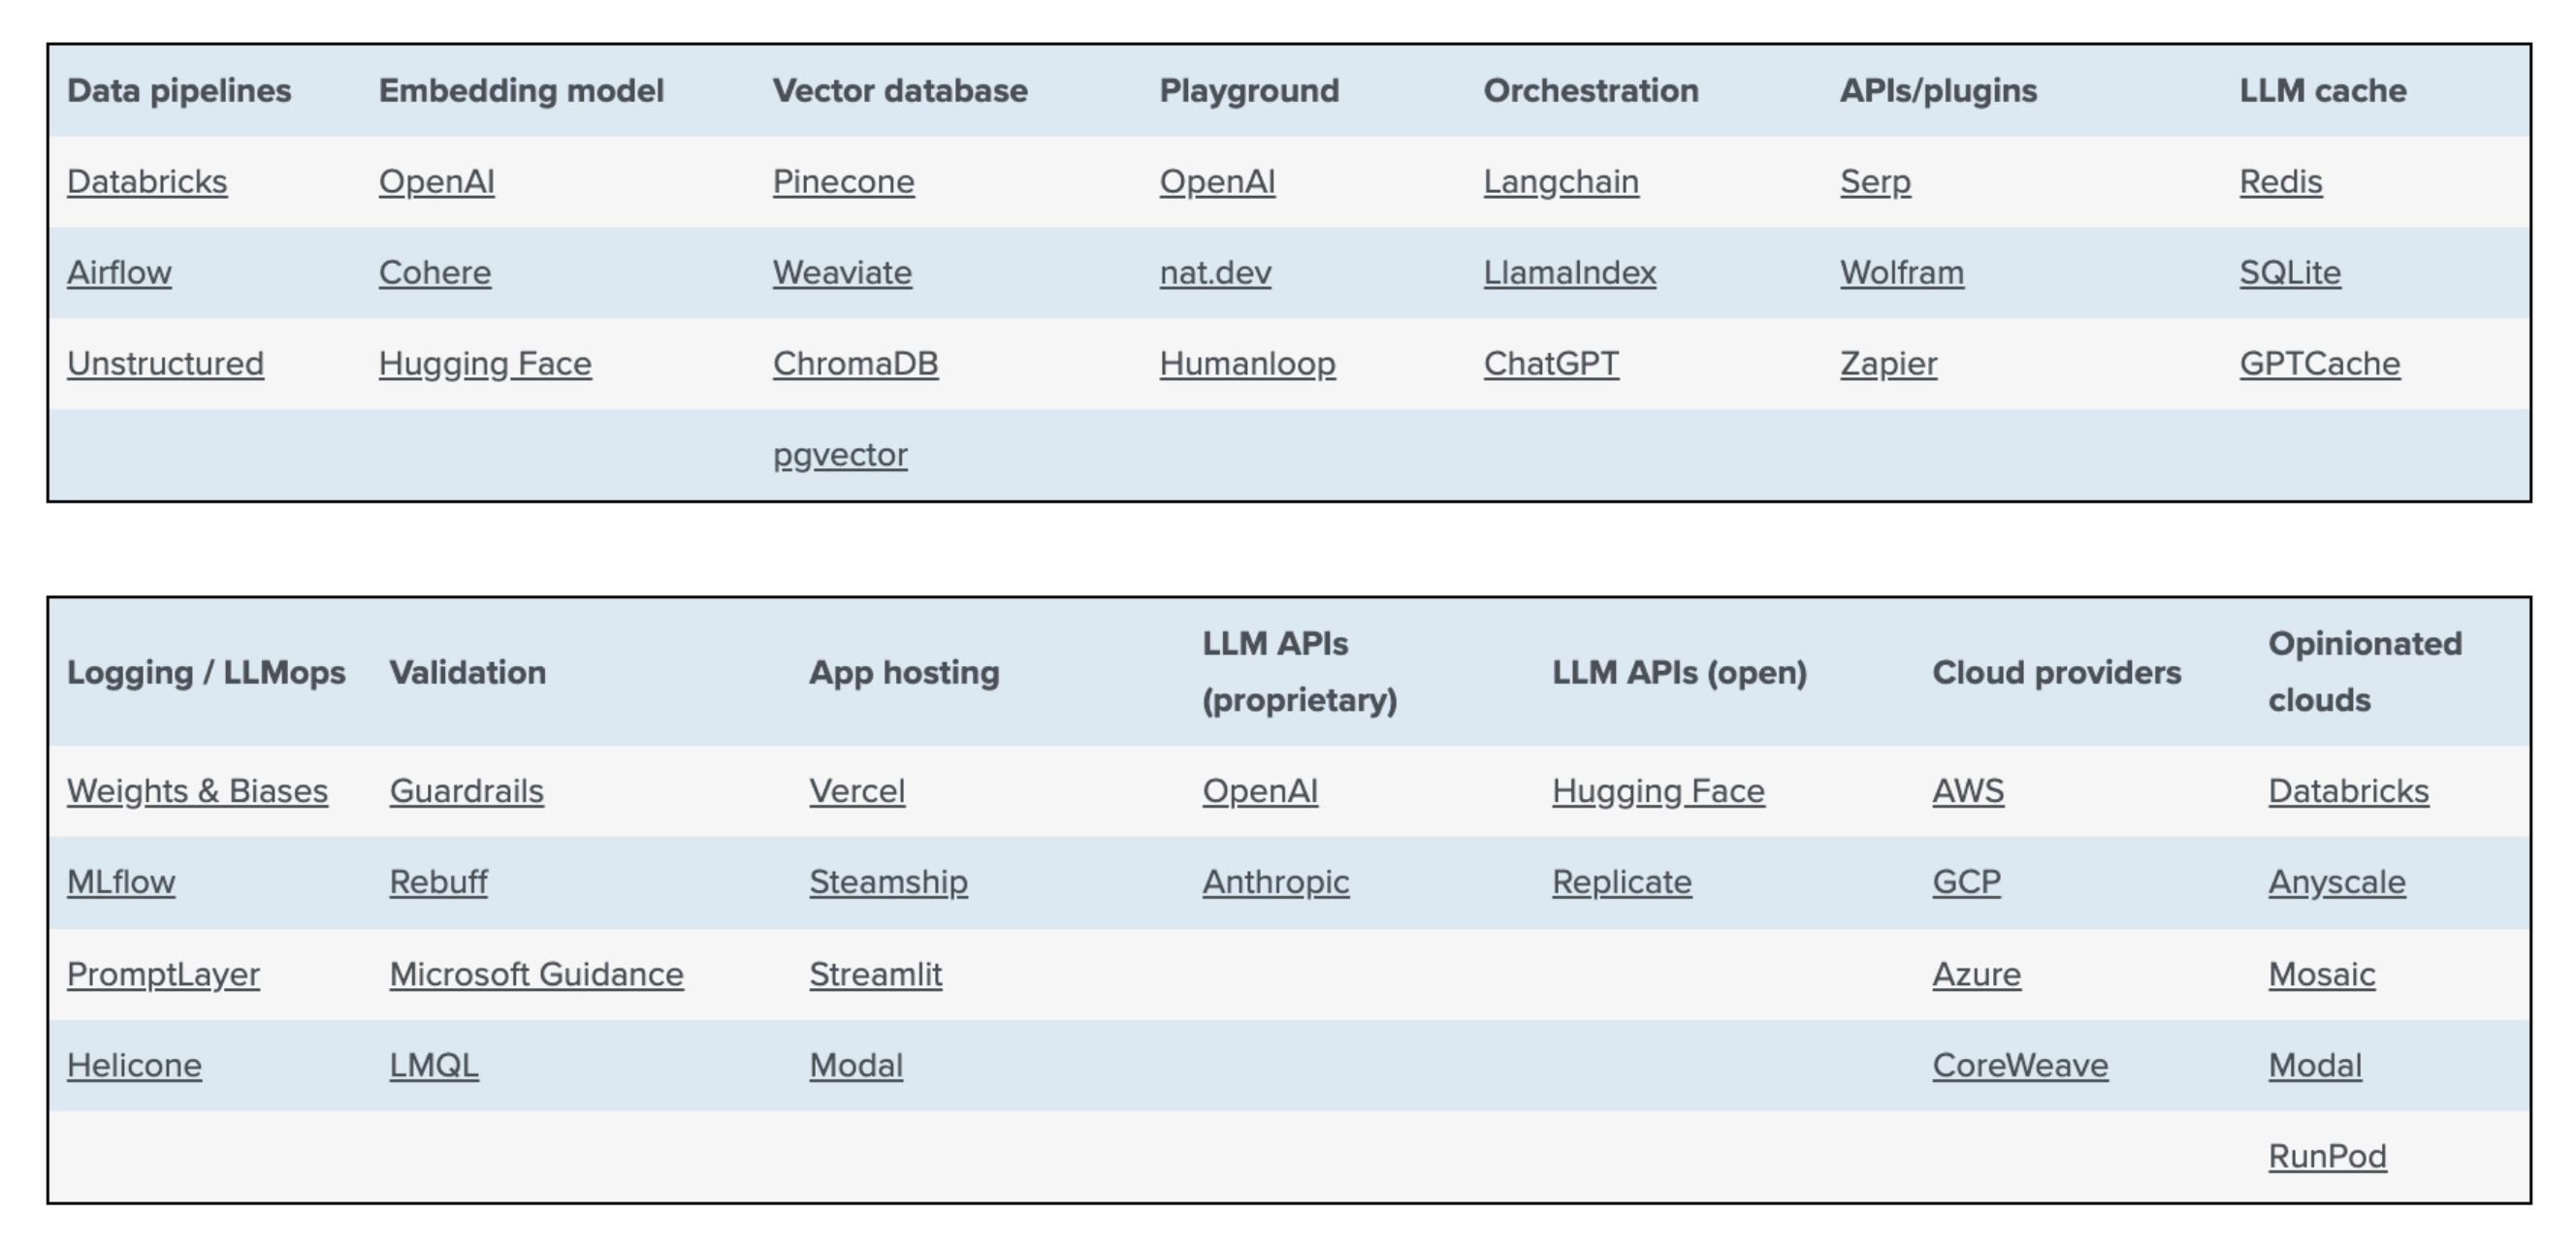 Data pipelines Embedding model Vector database Playground Orchestration APIs/plugins LLM cache
Databricks OpenAI Pinecone OpenAI Langchain Serp Redis
Airflow Cohere Weaviate nat.dev LlamaIndex Wolfram SQLite
Unstructured Hugging Face ChromaDB Humanloop ChatGPT Zapier GPTCache
pgvector
Logging / LLMops Validation App hosting LLM APIs (proprietary) LLM APIs (open) Cloud providers Opinionated clouds
Weights & Biases Guardrails Vercel OpenAI Hugging Face AWS Databricks
MLflow Rebuff Steamship Anthropic Replicate GCP Anyscale
PromptLayer Microsoft Guidance Streamlit Azure Mosaic
Helicone LMQL Modal CoreWeave Modal
RunPod